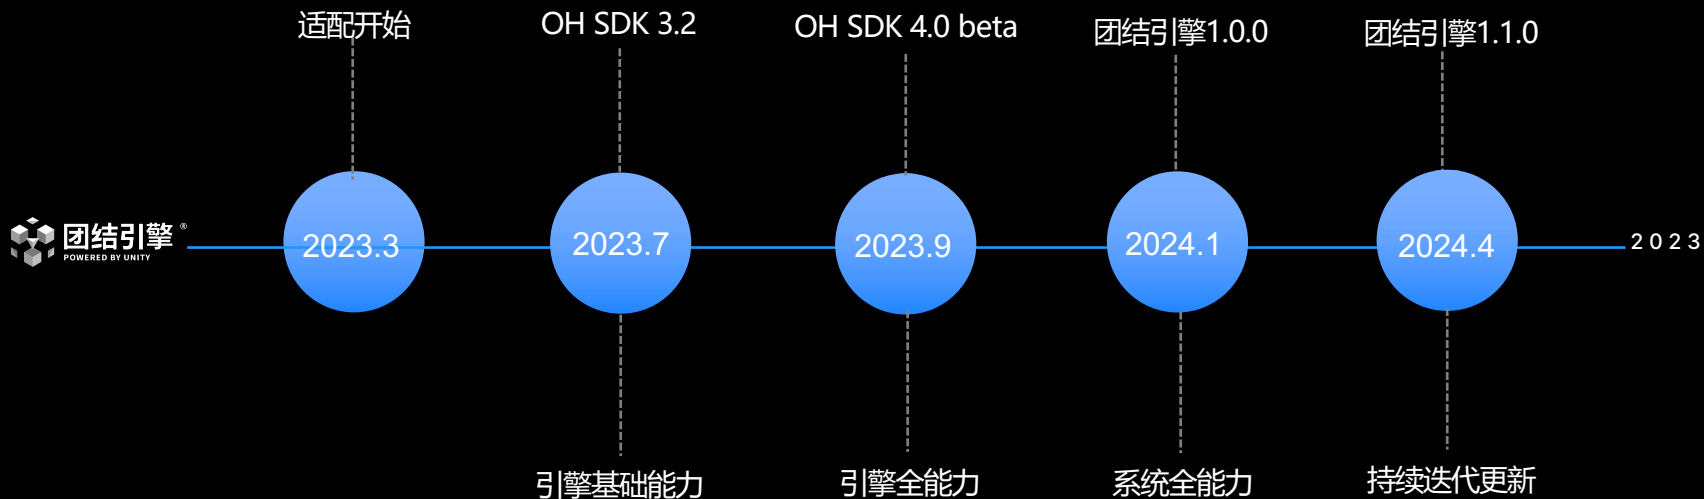 适配开始
OH SDK 3.2
OH SDK 4.0 beta
团结引擎1.0.0
团结引擎1.1.0
团结引擎®
POWERED BY UNITY
2023.3
2023.7
2023.9
2024.1
2024.4
2023
引擎基础能力
引擎全能力
系统全能力
持续迭代更新